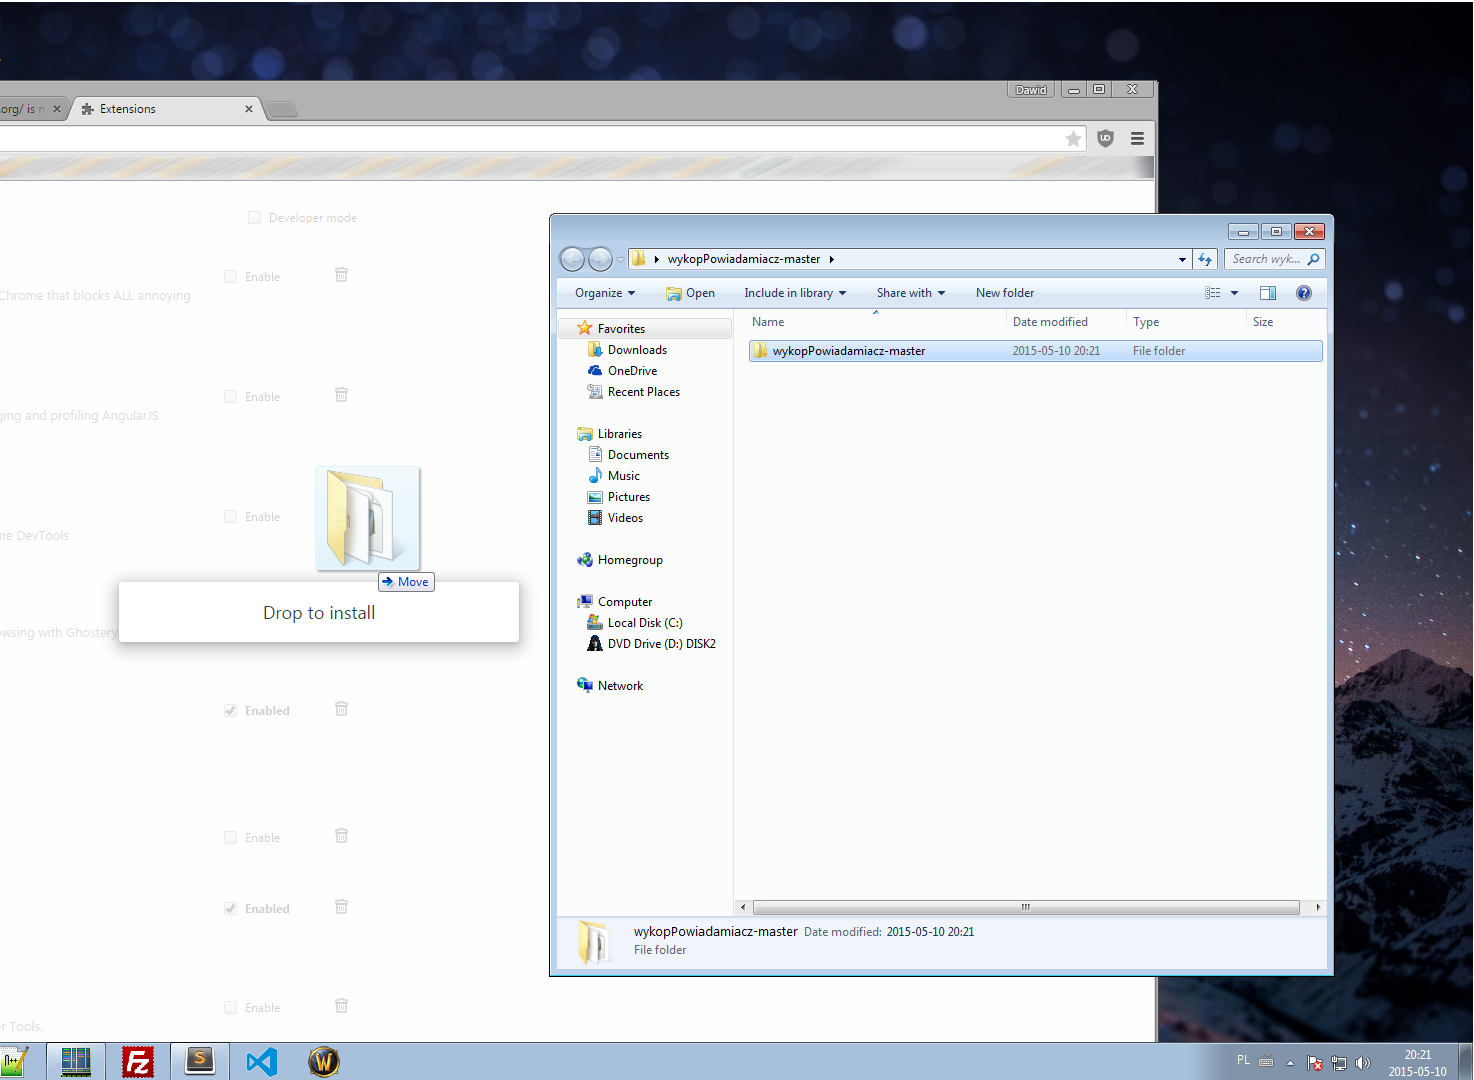 Dawid
.org/ is n
Extensions
Developer mode
Enable
Chrome that blocks ALL annoying
Enable
ging and profiling AngularJS
Enable
me DevTools
Move
Drop to install
owsing with Ghostery
Enabled
Enable
Enabled
Enable
er Tools.
wykopPowiadamiacz-master
Search wyk...
Organize
Open
Include in library
Share with
New folder
Name
Date modified
Type
Size
wykopPowiadamiacz-master
2015-05-10 20:21
File folder
Favorites
Downloads
OneDrive
Recent Places
Libraries
Documents
Music
Pictures
Videos
Homegroup
Computer
Local Disk (C:)
DVD Drive (D:) DISK2
Network
wykopPowiadamiacz-master Date modified: 2015-05-10 20:21
File folder
PL
20:21
2015-05-10